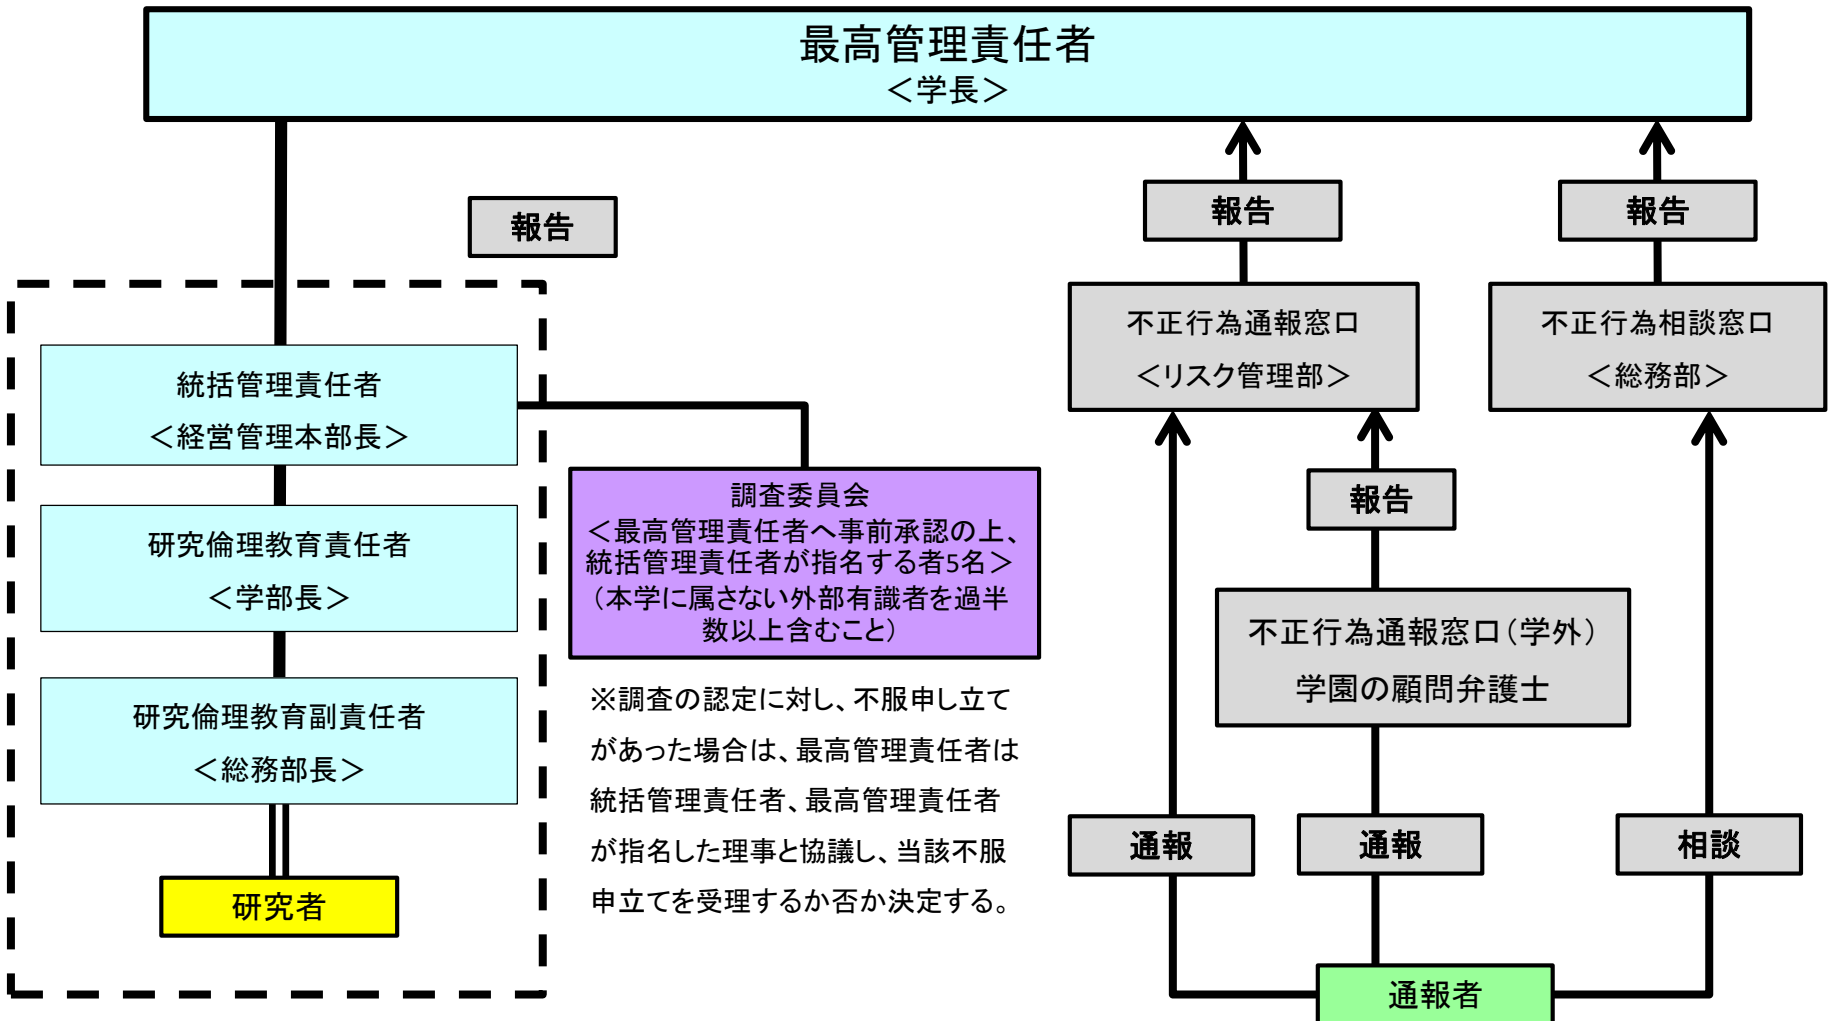 最高管理責任者
＜学長＞
報告
報告
報告
統括管理責任者
＜経営管理本部長＞
研究倫理教育責任者
＜学部長＞
研究倫理教育副責任者
＜総務部長＞
研究者
調査委員会
＜最高管理責任者へ事前承認の上、
統括管理責任者が指名する者5名＞
（本学に属さない外部有識者を過半
数以上含むこと）
※調査の認定に対し、不服申し立て
があった場合は、最高管理責任者は
統括管理責任者、最高管理責任者
が指名した理事と協議し、当該不服
申立てを受理するか否か決定する。
不正行為通報窓口
＜リスク管理部＞
不正行為相談窓口
＜総務部＞
報告
不正行為通報窓口（学外）
学園の顧問弁護士
通報
通報
相談
通報者